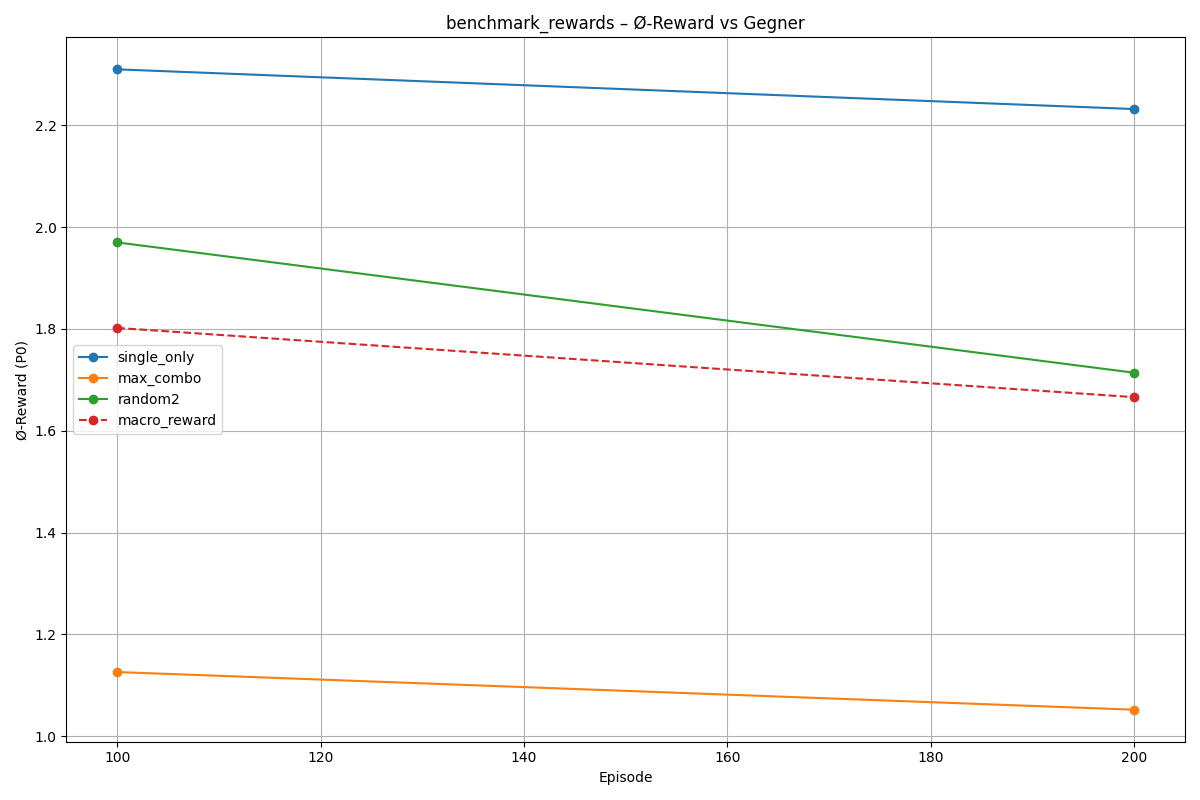 benchmark_rewards – Ø-Reward vs Gegner
Ø-Reward (P0)
2.2
2.0
1.8
1.6
1.4
1.2
1.0
single_only
max_combo
random2
macro_reward
100
120
140
160
180
200
Episode